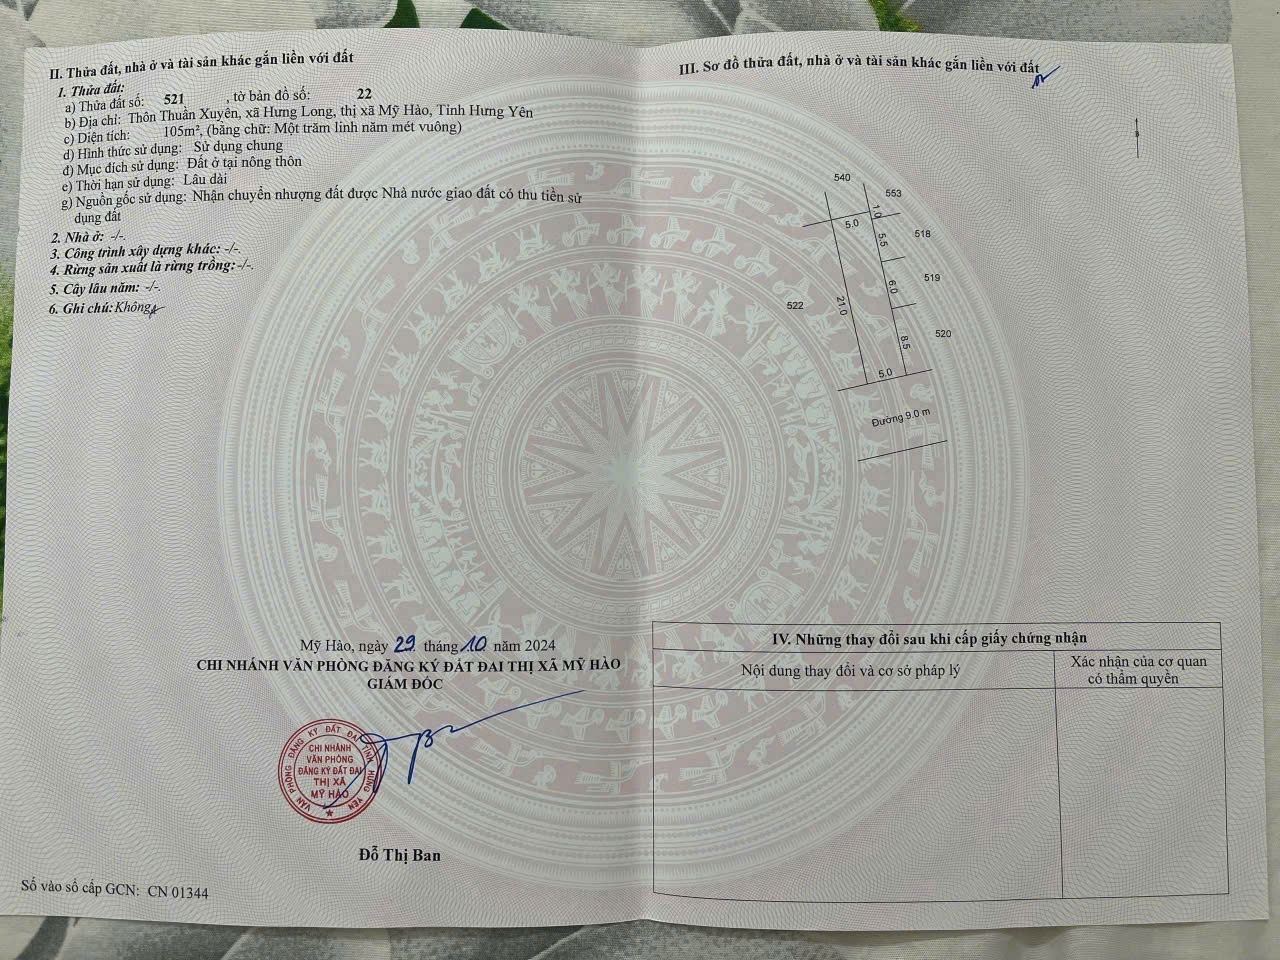 II. Thửa đất, nhà ở và tài sản khác gắn liền với đất
1. Thửa đất:
a) Thửa đất số: 521 , tờ bản đồ số: 22
b) Địa chỉ: Thôn Thuần Xuyên, xã Hưng Long, thị xã Mỹ Hào, Tỉnh Hưng Yên
c) Diện tích: 105m², (bằng chữ: Một trăm linh năm mét vuông)
d) Hình thức sử dụng: Sử dụng chung
đ) Mục đích sử dụng: Đất ở tại nông thôn
e) Thời hạn sử dụng: Lâu dài
g) Nguồn gốc sử dụng: Nhận chuyển nhượng đất được Nhà nước giao đất có thu tiền sử
dụng đất
2. Nhà ở: -/-.
3. Công trình xây dựng khác: -/-.
4. Rừng sản xuất là rừng trồng: -/-.
5. Cây lâu năm: -/-.
6. Ghi chú: Không
Mỹ Hào, ngày 29 tháng 10 năm 2024
CHI NHÁNH VĂN PHÒNG ĐĂNG KÝ ĐẤT ĐAI THỊ XÃ MỸ HÀO
GIÁM ĐỐC
VĂN PHÒNG ĐĂNG KÝ ĐẤT ĐAI TỈNH HƯNG YÊN
CHI NHÁNH
VĂN PHÒNG
ĐĂNG KÝ ĐẤT ĐAI
THỊ XÃ
MỸ HÀO
Đỗ Thị Ban
Số vào sổ cấp GCN: CN 01344
III. Sơ đồ thửa đất, nhà ở và tài sản khác gắn liền với đất
540
553
1.0
5.0
5.5
518
519
6.0
522
21.0
520
8.5
5.0
Đường 9.0 m
IV. Những thay đổi sau khi cấp giấy chứng nhận
Nội dung thay đổi và cơ sở pháp lý
Xác nhận của cơ quan
có thẩm quyền